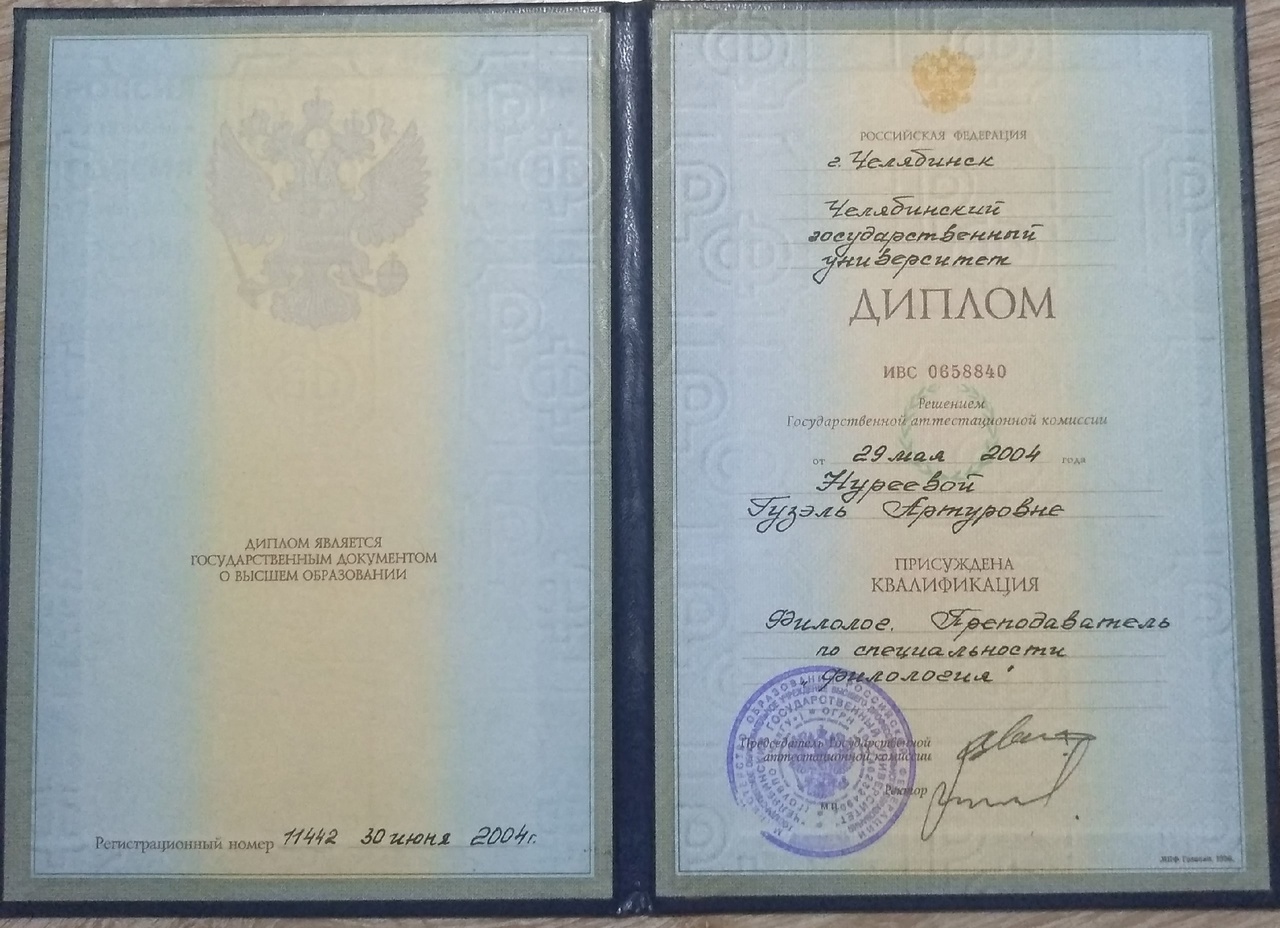 ДИПЛОМ ЯВЛЯЕТСЯ
ГОСУДАРСТВЕННЫМ ДОКУМЕНТОМ
О ВЫСШЕМ ОБРАЗОВАНИИ
Регистрационный номер 11442 30 июня 2004г.
РОССИЙСКАЯ ФЕДЕРАЦИЯ
г. Челябинск
Челябинский
государственный
университет
ДИПЛОМ
ИВС 0658840
Решением
Государственной аттестационной комиссии
от 29 мая 2004 года
Нуреевой
Гузэль Артуровне
ПРИСУЖДЕНА
КВАЛИФИКАЦИЯ
Филолог. Преподаватель
по специальности
„Филология"
Председатель Государственной
аттестационной комиссии
Ректор
М.П.